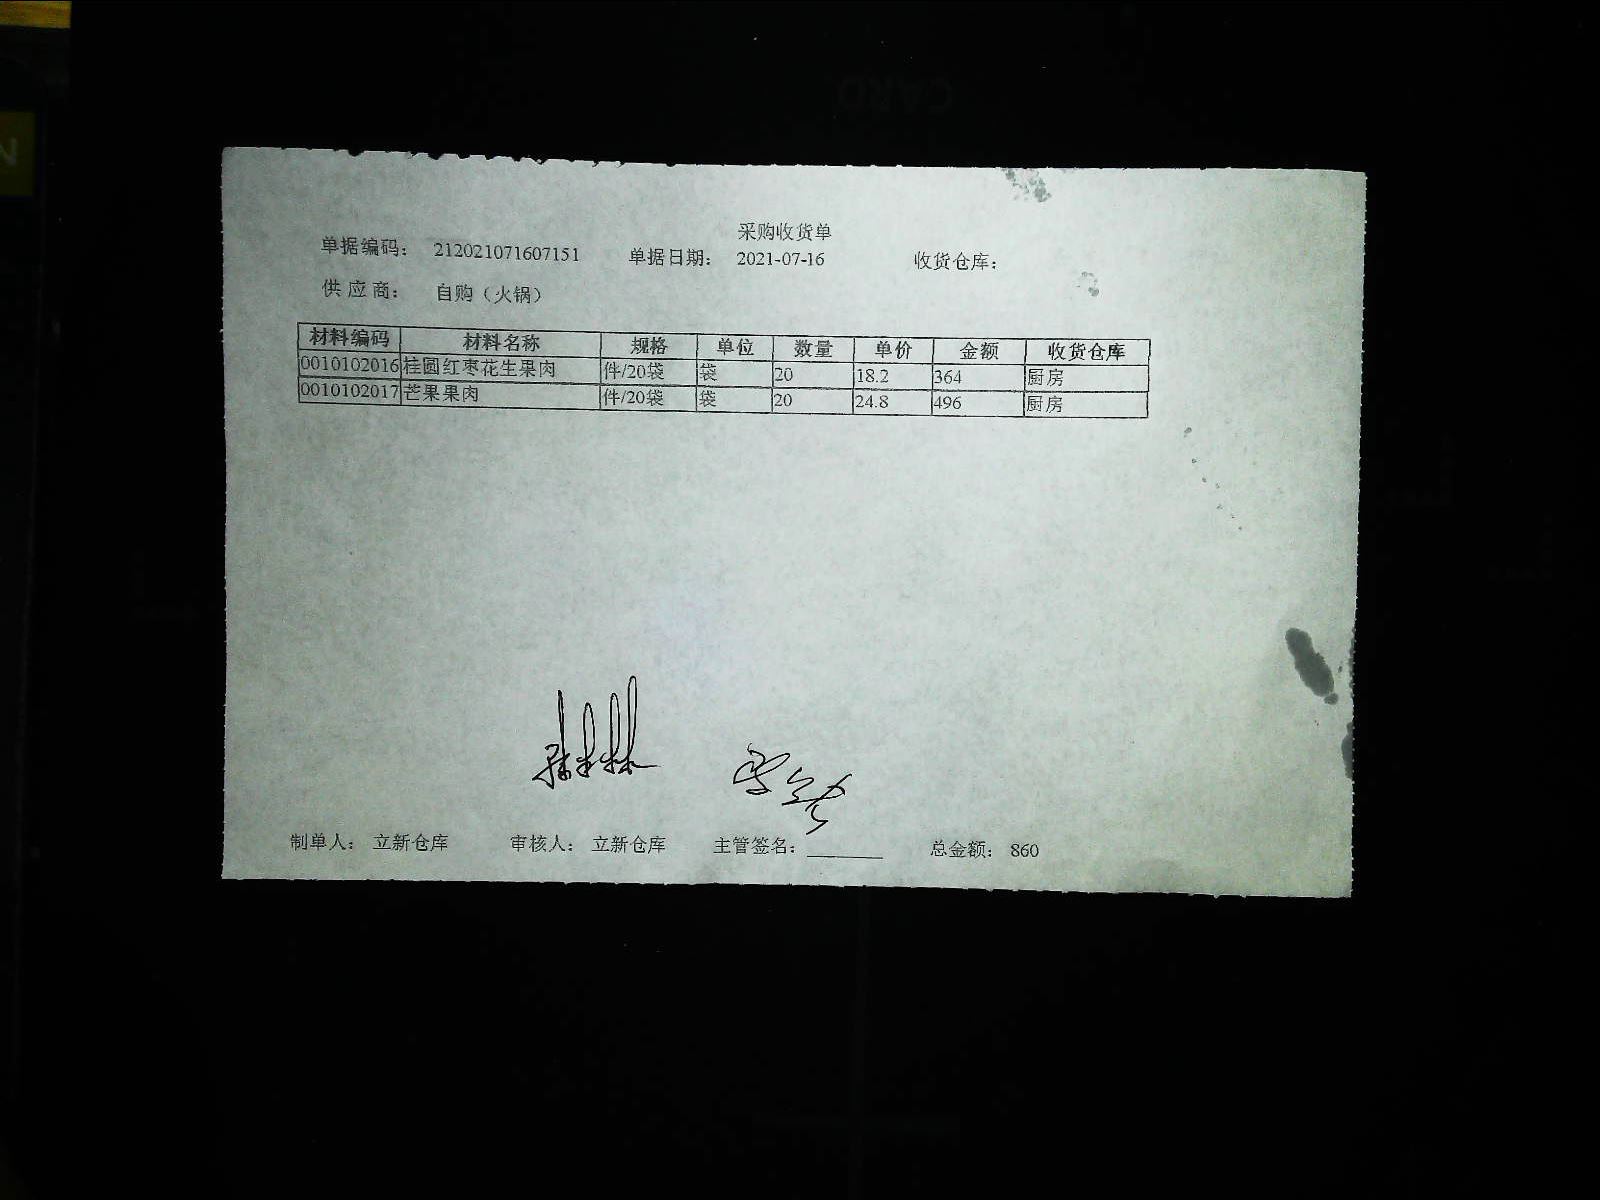 采购收货单
单据编码： 212021071607151 单据日期： 2021-07-16 收货仓库：
供 应 商： 自购（火锅）
材料编码 材料名称 规格 单位 数量 单价 金额 收货仓库
0010102016 桂圆红枣花生果肉 件/20袋 袋 20 18.2 364 厨房
0010102017 芒果果肉 件/20袋 袋 20 24.8 496 厨房
制单人： 立新仓库 审核人： 立新仓库 主管签名： 总金额： 860